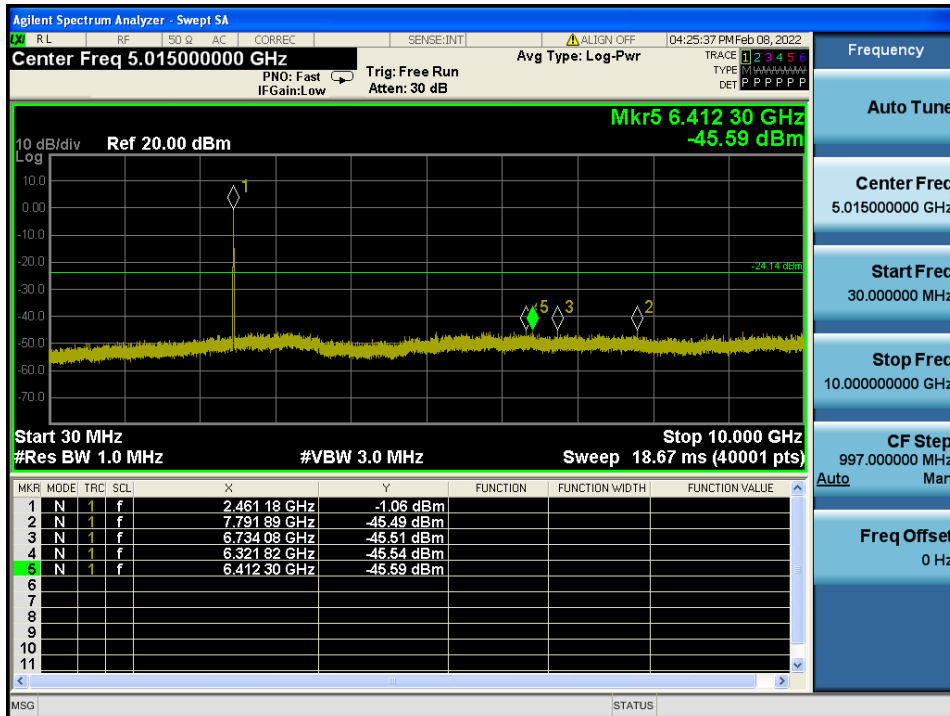 Agilent Spectrum Analyzer - Swept SA
LXI RL RF 50 Ω AC CORREC SENSE:INT ALIGN OFF 04:25:37 PM Feb 08, 2022
Center Freq 5.015000000 GHz
PNO: Fast
IFGain:Low
Trig: Free Run
Atten: 30 dB
Avg Type: Log-Pwr
TRACE 1 2 3 4 5 6
TYPE M
DET P P P P P P
Mkr5 6.412 30 GHz
-45.59 dBm
10 dB/div
Log
Ref 20.00 dBm
10.0
0.00
-10.0
-20.0
-30.0
-40.0
-50.0
-60.0
-70.0
1
-24.14 dBm
5
3
2
Start 30 MHz
Stop 10.000 GHz
#Res BW 1.0 MHz
#VBW 3.0 MHz
Sweep 18.67 ms (40001 pts)
MKR MODE TRC SCL X Y FUNCTION FUNCTION WIDTH FUNCTION VALUE
1 N 1 f 2.461 18 GHz -1.06 dBm
2 N 1 f 7.791 89 GHz -45.49 dBm
3 N 1 f 6.734 08 GHz -45.51 dBm
4 N 1 f 6.321 82 GHz -45.54 dBm
5 N 1 f 6.412 30 GHz -45.59 dBm
6
7
8
9
10
11
MSG
STATUS
Frequency
Auto Tune
Center Freq
5.015000000 GHz
Start Freq
30.000000 MHz
Stop Freq
10.000000000 GHz
CF Step
997.000000 MHz
Auto Man
Freq Offset
0 Hz